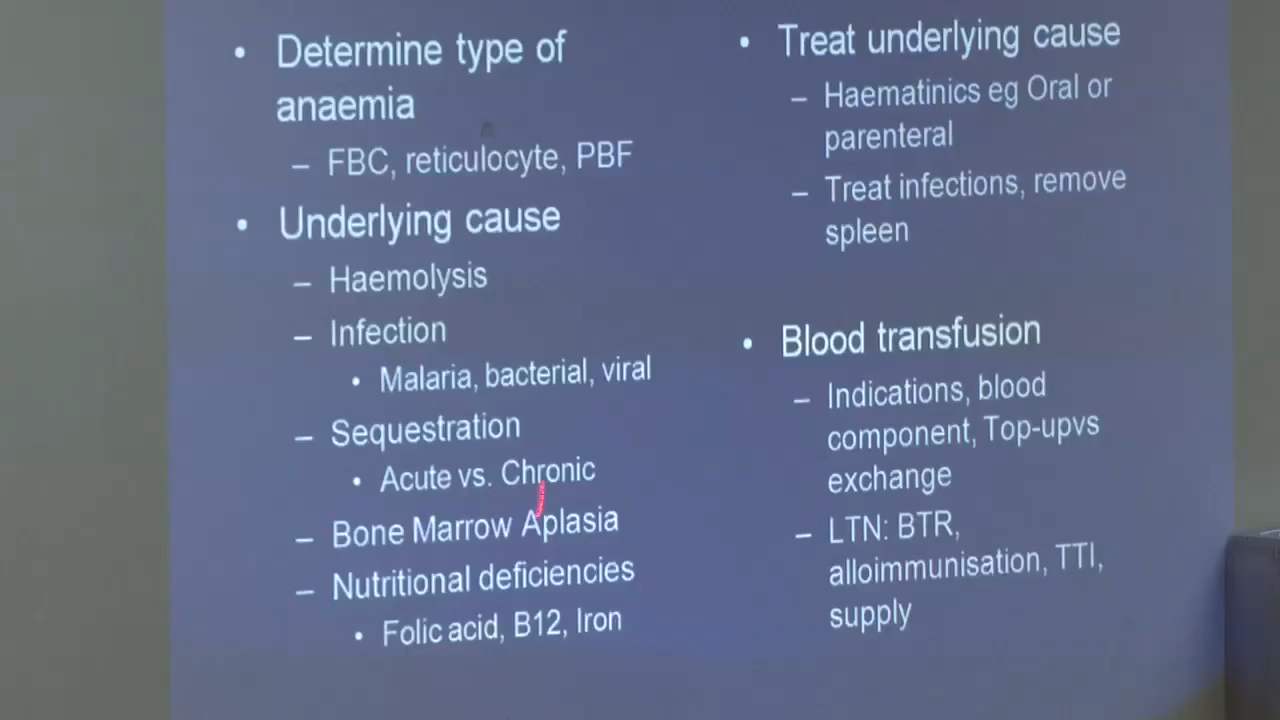 • Determine type of
anaemia
– FBC, reticulocyte, PBF
• Underlying cause
– Haemolysis
– Infection
• Malaria, bacterial, viral
– Sequestration
• Acute vs. Chronic
– Bone Marrow Aplasia
– Nutritional deficiencies
• Folic acid, B12, Iron
• Treat underlying cause
– Haematinics eg Oral or
parenteral
– Treat infections, remove
spleen
• Blood transfusion
– Indications, blood
component, Top-upvs
exchange
– LTN: BTR,
alloimmunisation, TTI,
supply